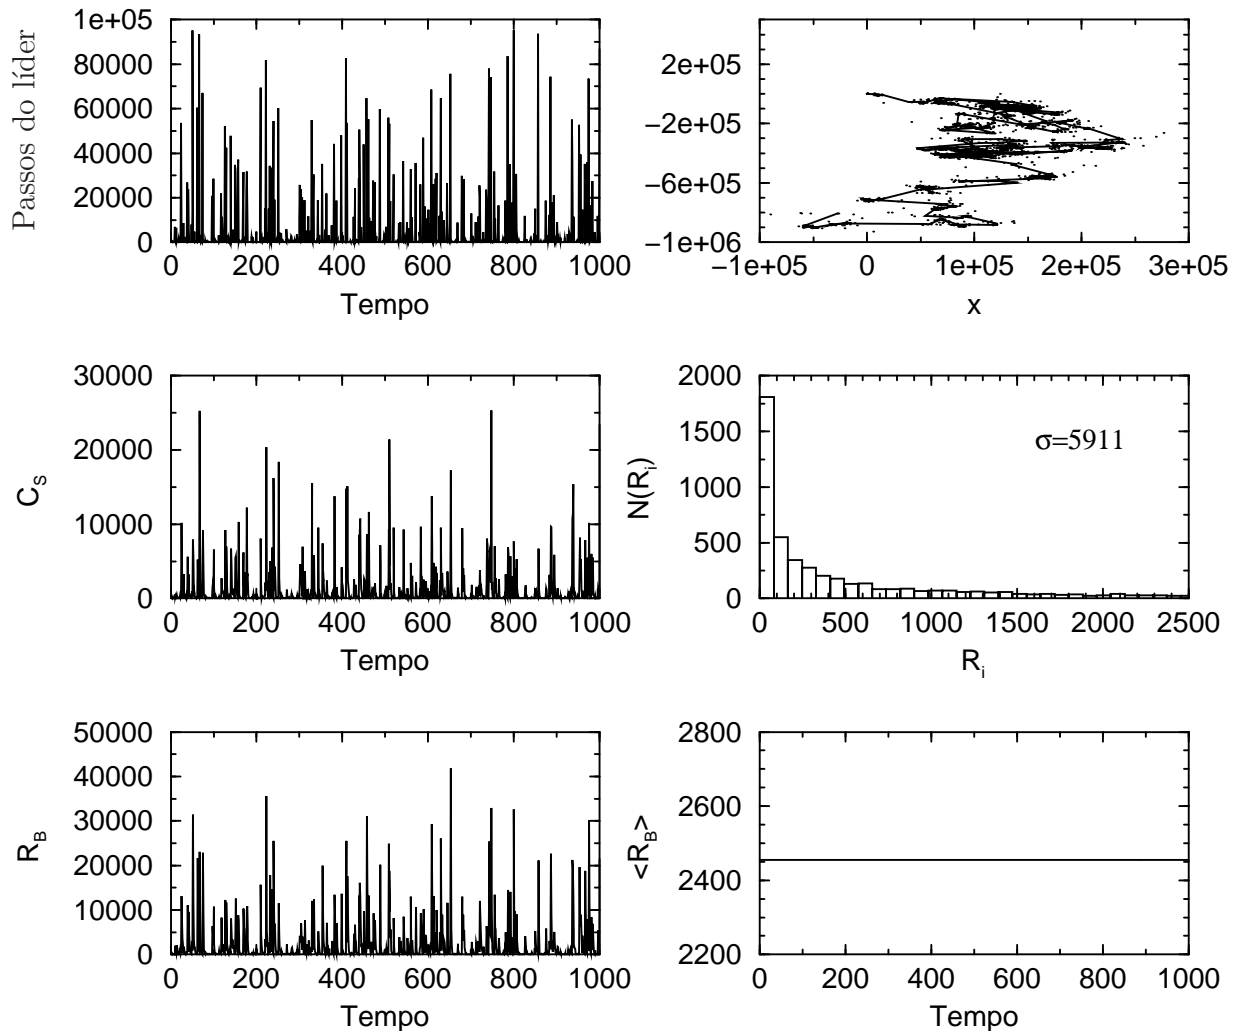 Passos do líder
1e+05
80000
60000
40000
20000
0
0 200 400 600 800 1000
Tempo
2e+05
−2e+05
−6e+05
−1e+06
−1e+05 0 1e+05 2e+05 3e+05
x
C_S
30000
20000
10000
0
0 200 400 600 800 1000
Tempo
N(R_i)
2000
1500
1000
500
0
σ=5911
0 500 1000 1500 2000 2500
R_i
R_B
50000
40000
30000
20000
10000
0
0 200 400 600 800 1000
Tempo
<R_B>
2800
2600
2400
2200
0 200 400 600 800 1000
Tempo